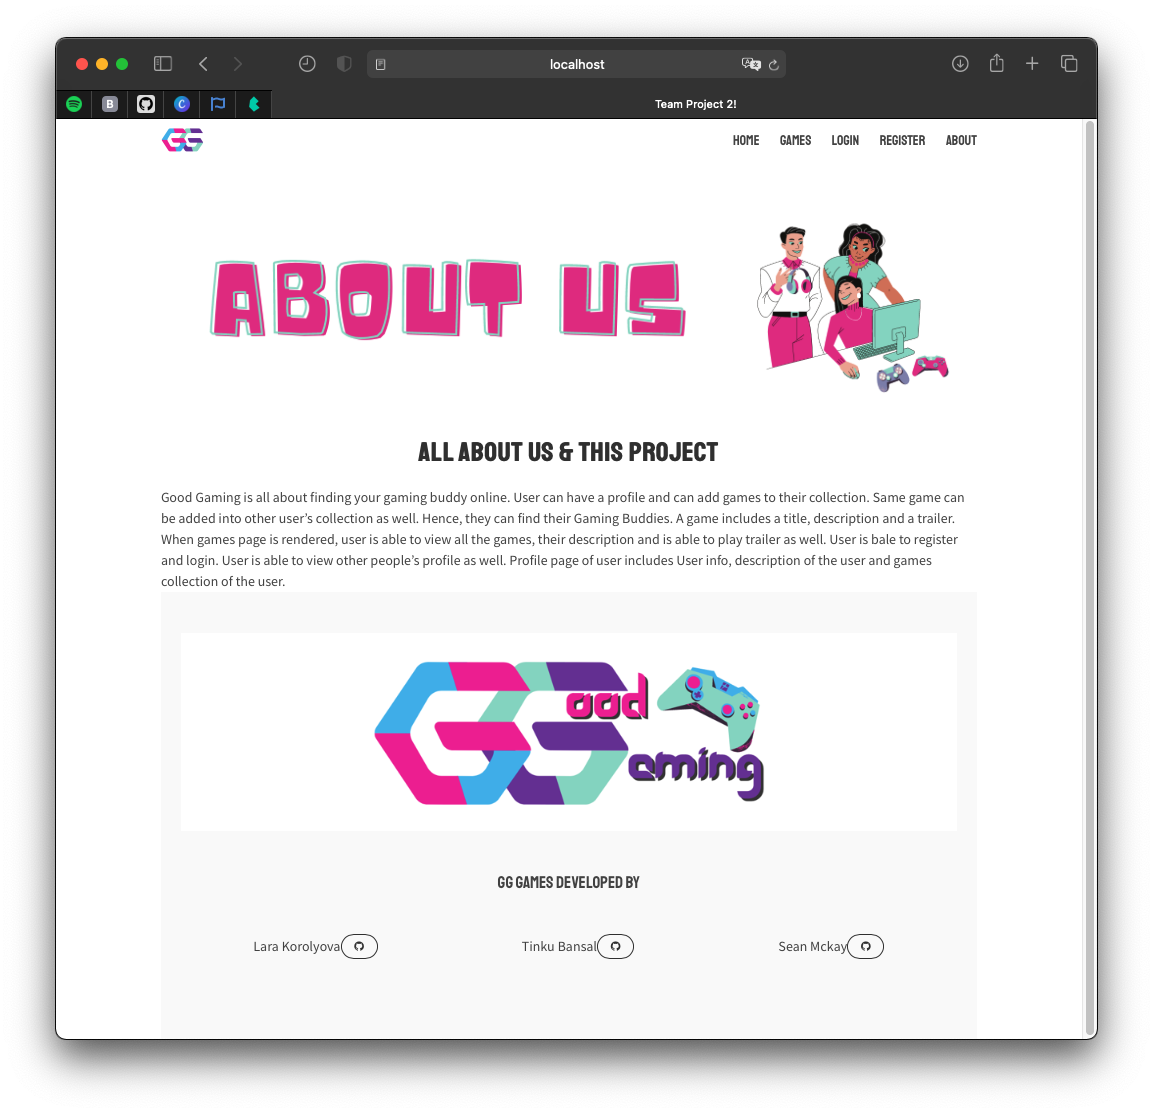 localhost
B
C
Team Project 2!
GG
HOME GAMES LOGIN REGISTER ABOUT
ABOUT US
ALL ABOUT US & THIS PROJECT
Good Gaming is all about finding your gaming buddy online. User can have a profile and can add games to their collection. Same game can
be added into other user’s collection as well. Hence, they can find their Gaming Buddies. A game includes a title, description and a trailer.
When games page is rendered, user is able to view all the games, their description and is able to play trailer as well. User is bale to register
and login. User is able to view other people’s profile as well. Profile page of user includes User info, description of the user and games
collection of the user.
Good
Gaming
GG GAMES DEVELOPED BY
Lara Korolyova Tinku Bansal Sean Mckay